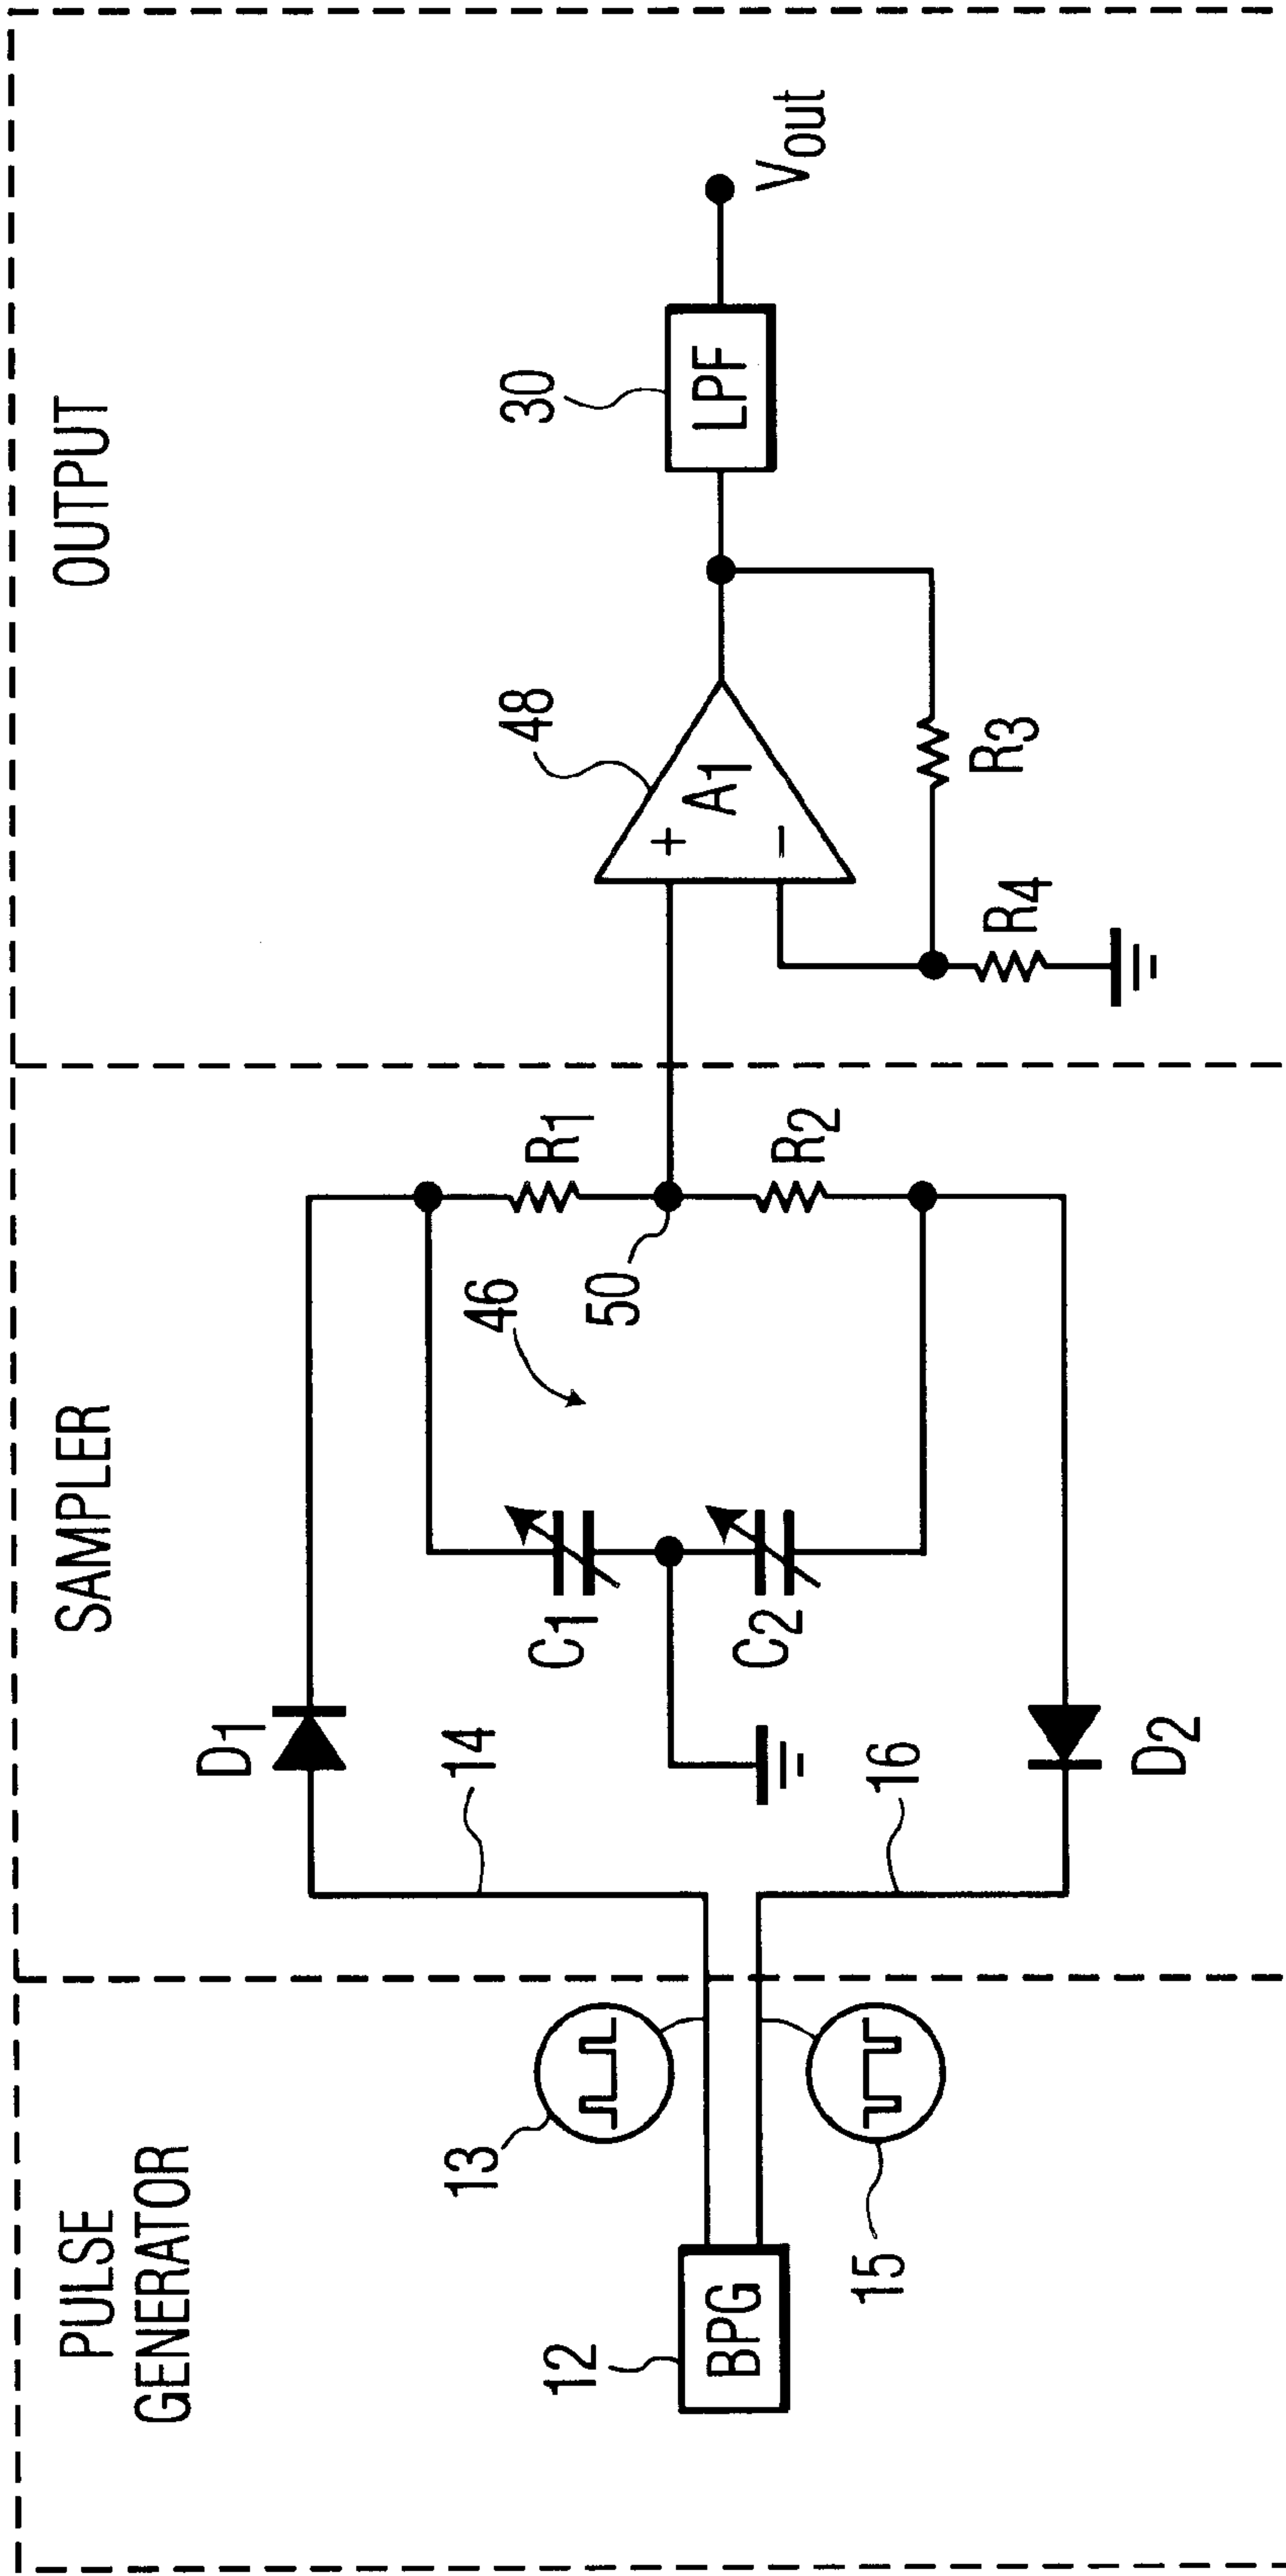 PULSE
GENERATOR
SAMPLER
OUTPUT
12
BPG
13
15
14
16
D1
D2
C1
C2
46
50
R1
R2
48
+
A1
−
R4
R3
30
LPF
Vout